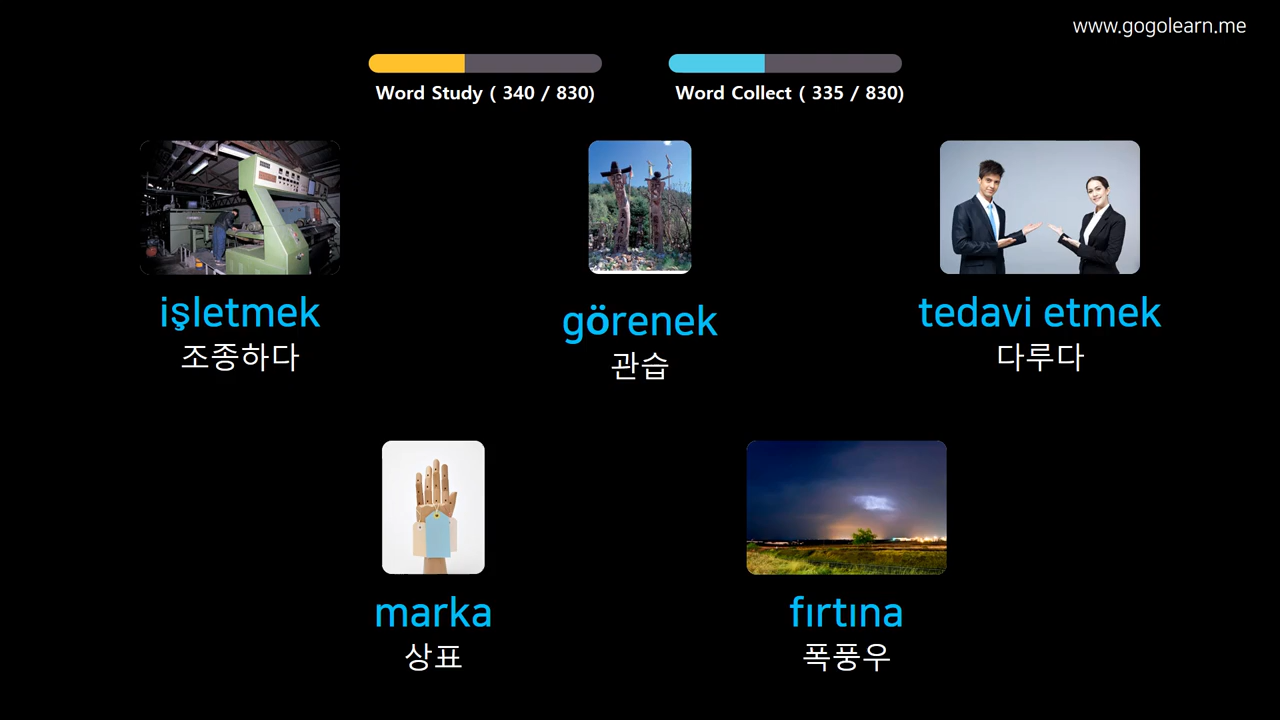 www.gogolearn.me
Word Study ( 340 / 830)
Word Collect ( 335 / 830)
işletmek
조종하다
görenek
관습
tedavi etmek
다루다
marka
상표
fırtına
폭풍우